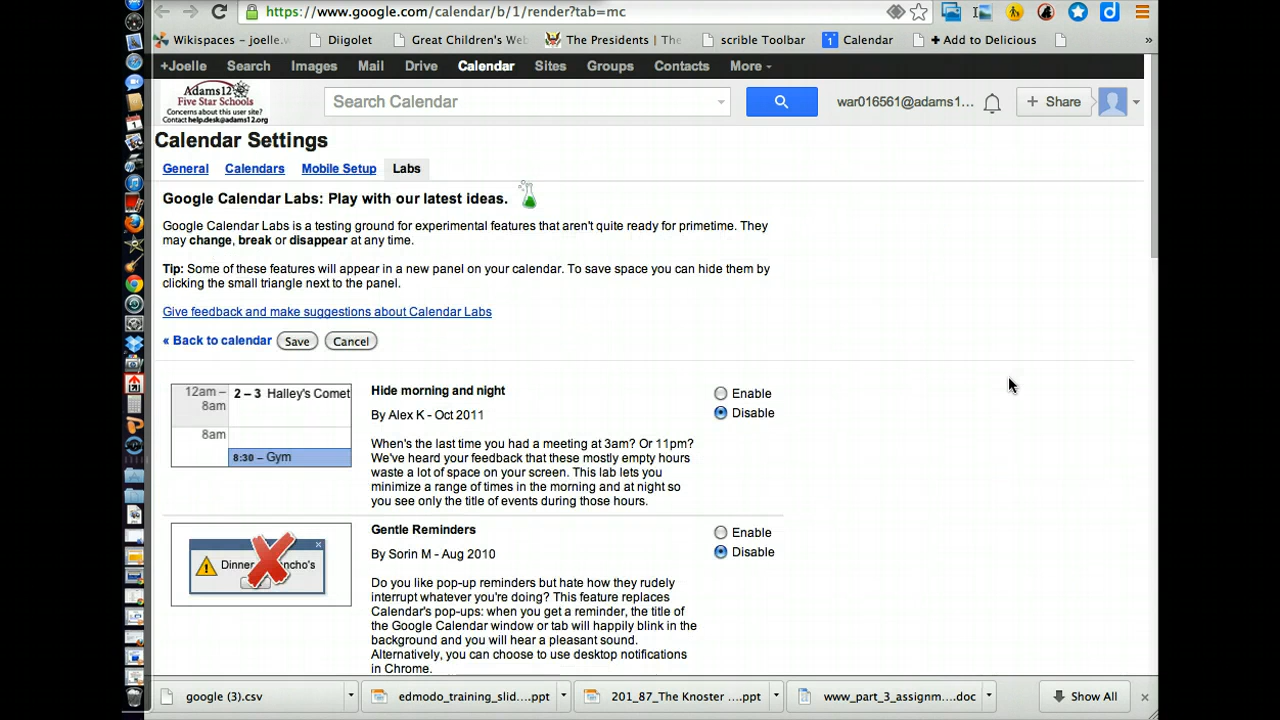 https://www.google.com/calendar/b/1/render?tab=mc
Wikispaces – joelle.w
Diigolet
Great Children's Web
The Presidents | The
scrible Toolbar
Calendar
+ Add to Delicious
»
+Joelle Search Images Mail Drive Calendar Sites Groups Contacts More
Adams12
Five Star Schools
Concerns about this user site?
Contact help.desk@adams12.org
Search Calendar
war016561@adams1...
+ Share
Calendar Settings
General Calendars Mobile Setup Labs
Google Calendar Labs: Play with our latest ideas.
Google Calendar Labs is a testing ground for experimental features that aren't quite ready for primetime. They
may change, break or disappear at any time.
Tip: Some of these features will appear in a new panel on your calendar. To save space you can hide them by
clicking the small triangle next to the panel.
Give feedback and make suggestions about Calendar Labs
« Back to calendar Save Cancel
12am –
8am
2 – 3 Halley's Comet
8am
8:30 – Gym
Hide morning and night
By Alex K - Oct 2011
When's the last time you had a meeting at 3am? Or 11pm?
We've heard your feedback that these mostly empty hours
waste a lot of space on your screen. This lab lets you
minimize a range of times in the morning and at night so
you see only the title of events during those hours.
Enable
Disable
Dinner ncho's
Gentle Reminders
By Sorin M - Aug 2010
Do you like pop-up reminders but hate how they rudely
interrupt whatever you're doing? This feature replaces
Calendar's pop-ups: when you get a reminder, the title of
the Google Calendar window or tab will happily blink in the
background and you will hear a pleasant sound.
Alternatively, you can choose to use desktop notifications
in Chrome.
Enable
Disable
google (3).csv
edmodo_training_slid....ppt
201_87_The Knoster ....ppt
www_part_3_assignm...doc
Show All